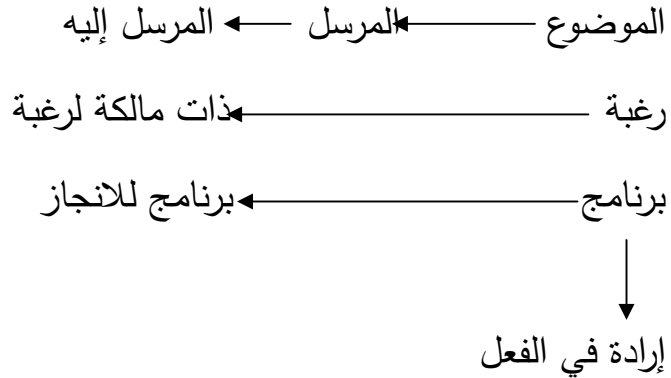 الموضوع المرسل المرسل إليه
رغبة ذات مالكة لرغبة
برنامج برنامج للانجاز
إرادة في الفعل